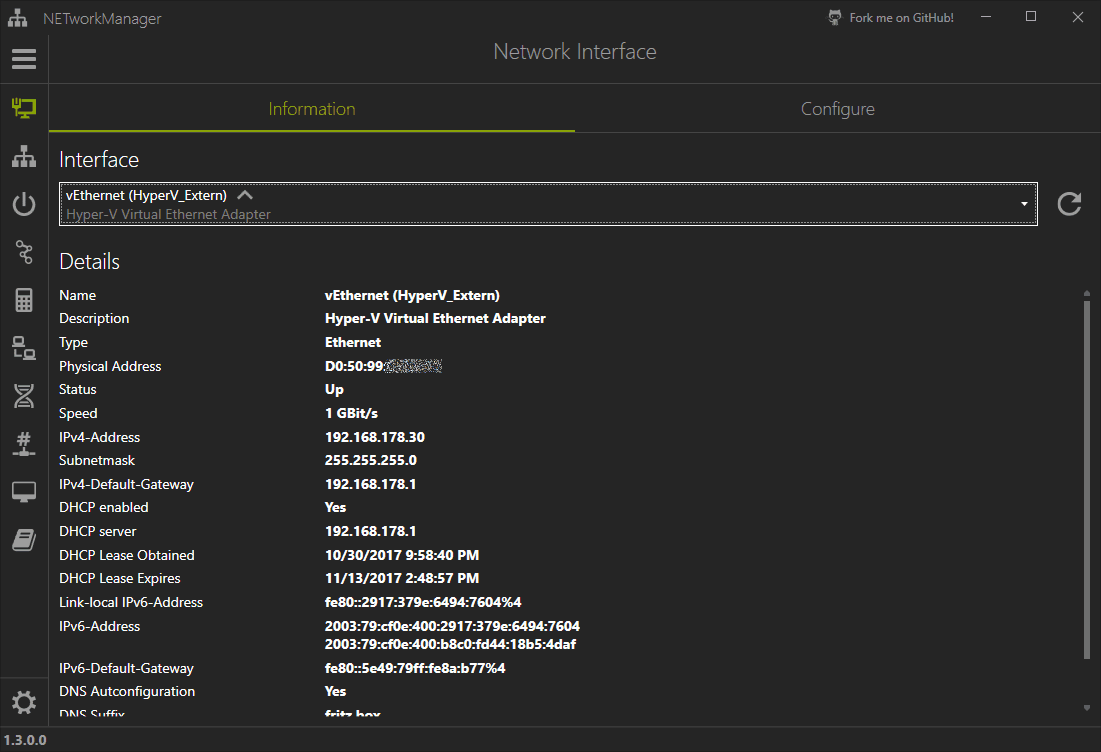 NETworkManager
Fork me on GitHub!
Network Interface
Information
Configure
Interface
vEthernet (HyperV_Extern)
Hyper-V Virtual Ethernet Adapter
Details
Name vEthernet (HyperV_Extern)
Description Hyper-V Virtual Ethernet Adapter
Type Ethernet
Physical Address D0:50:99:
Status Up
Speed 1 GBit/s
IPv4-Address 192.168.178.30
Subnetmask 255.255.255.0
IPv4-Default-Gateway 192.168.178.1
DHCP enabled Yes
DHCP server 192.168.178.1
DHCP Lease Obtained 10/30/2017 9:58:40 PM
DHCP Lease Expires 11/13/2017 2:48:57 PM
Link-local IPv6-Address fe80::2917:379e:6494:7604%4
IPv6-Address 2003:79:cf0e:400:2917:379e:6494:7604
2003:79:cf0e:400:b8c0:fd44:18b5:4daf
IPv6-Default-Gateway fe80::5e49:79ff:fe8a:b77%4
DNS Autconfiguration Yes
DNS Suffix fritz.box
1.3.0.0